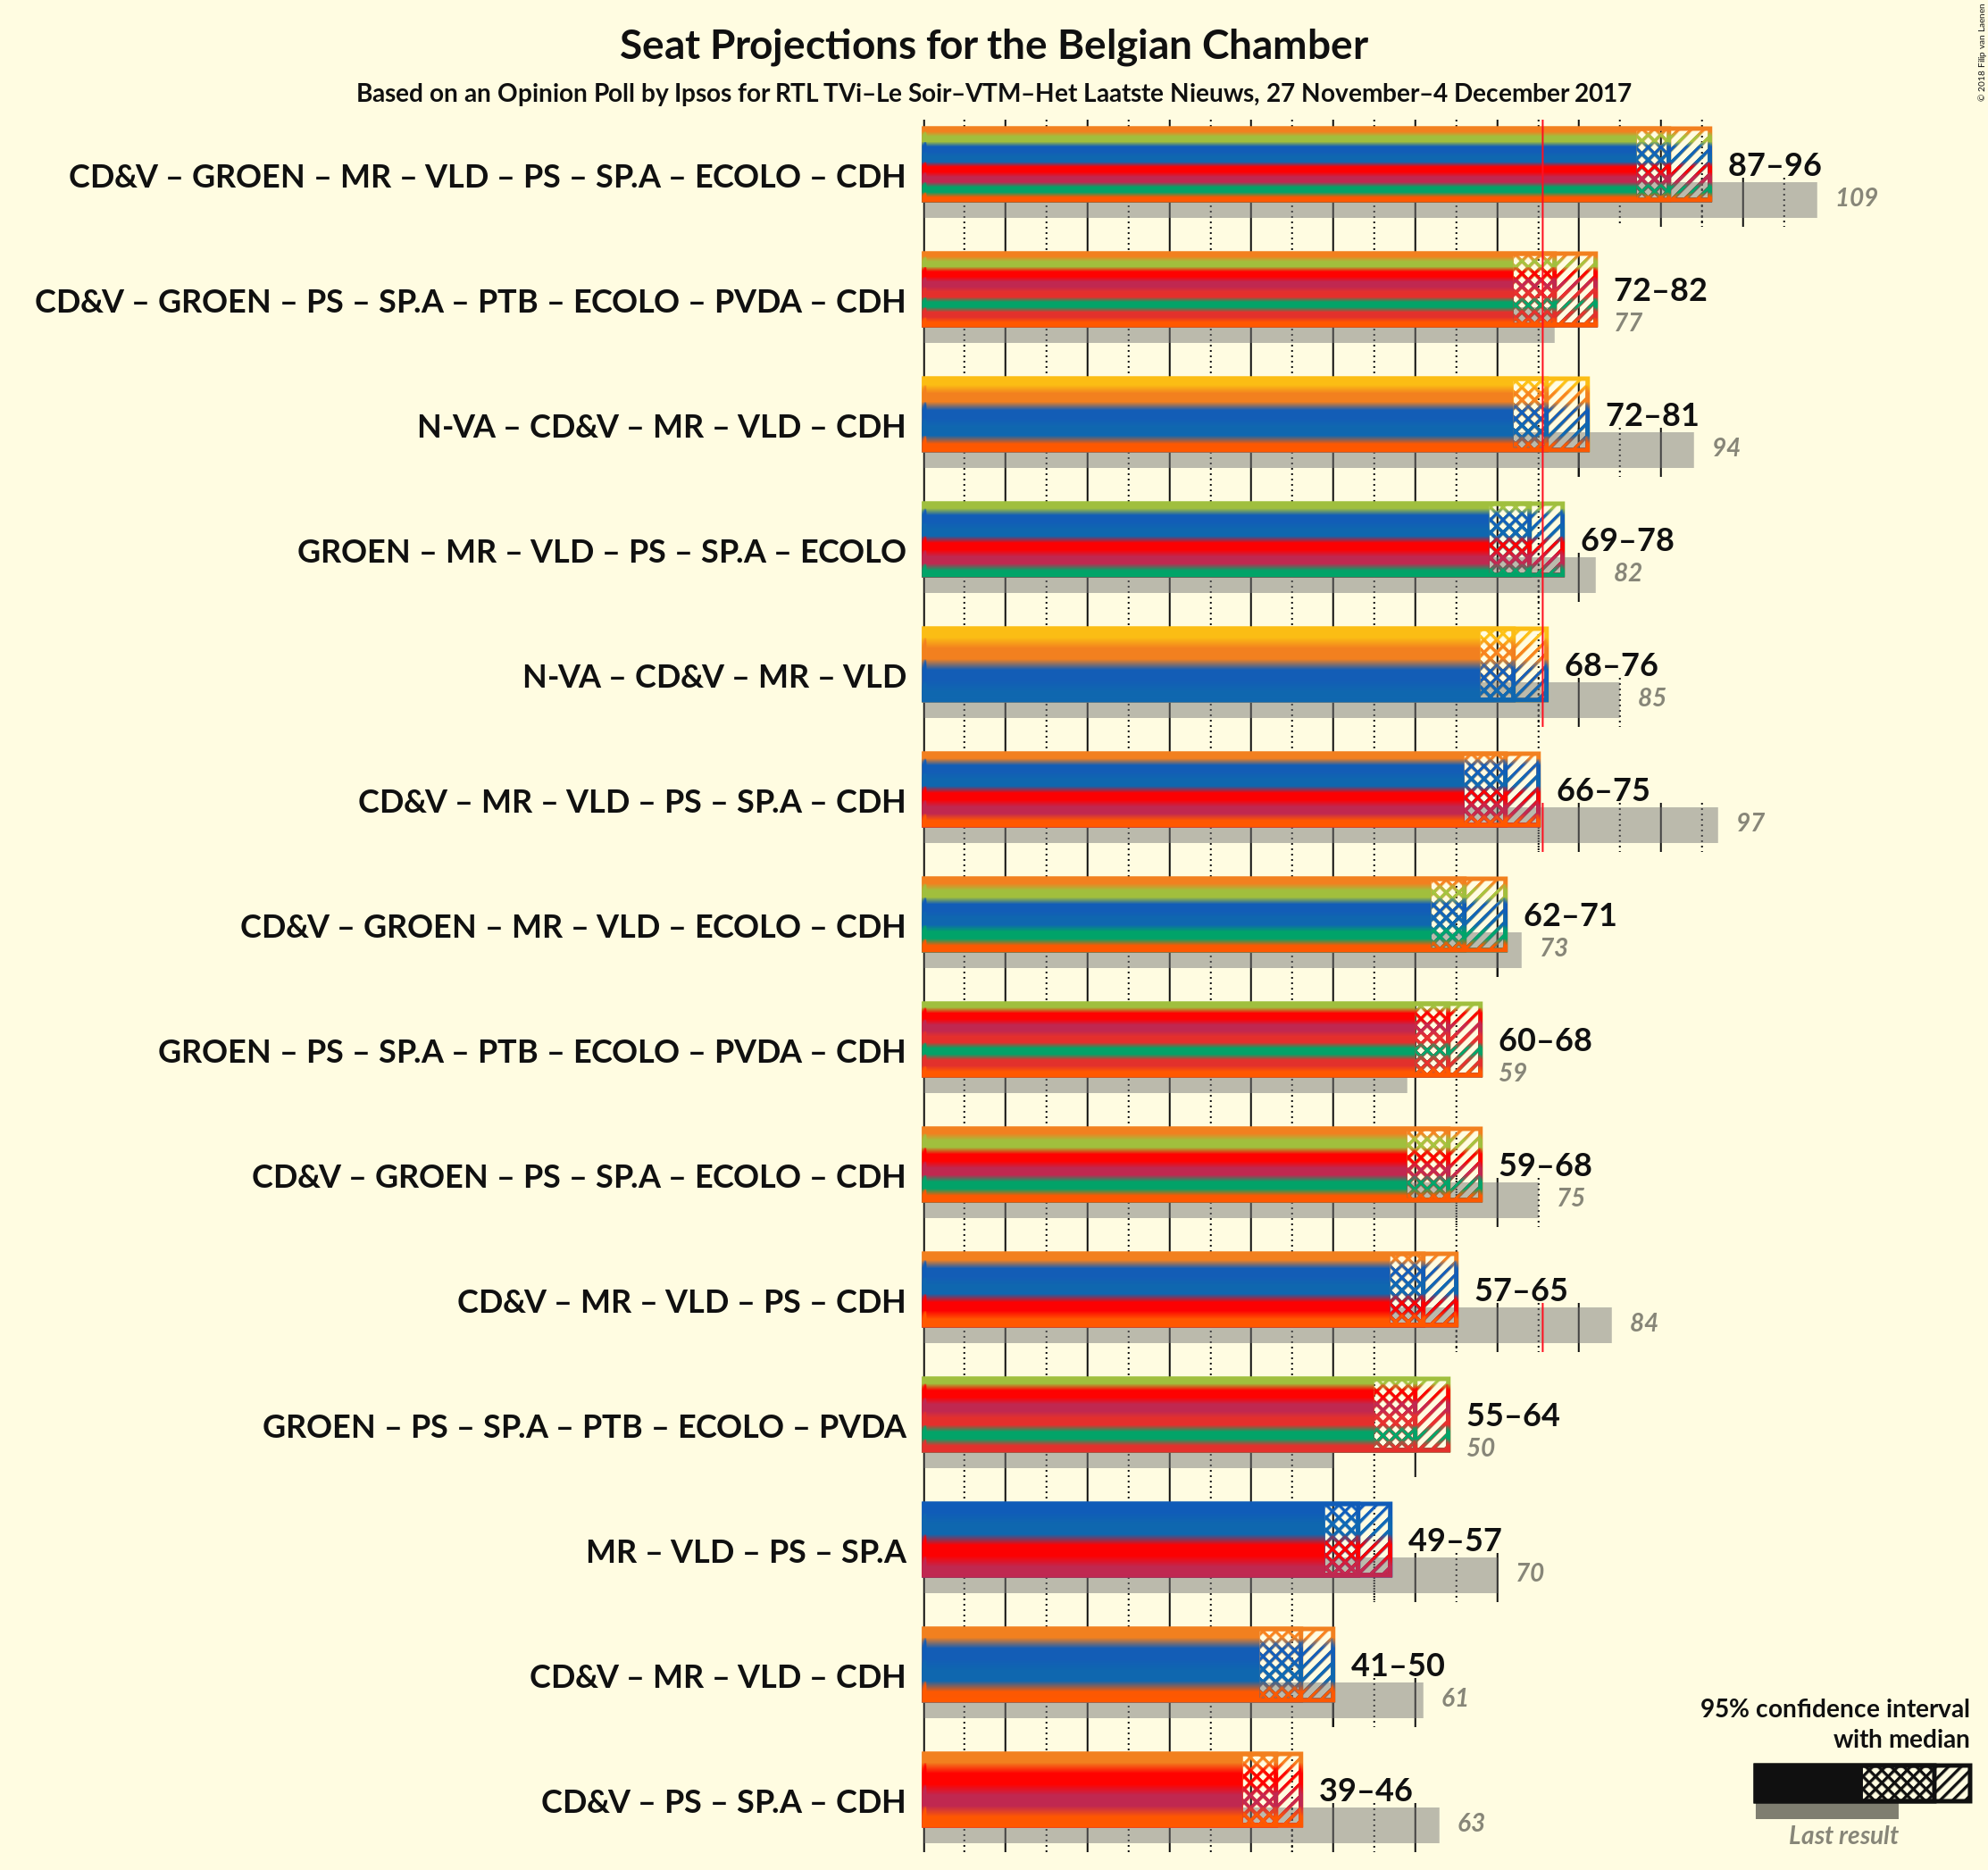 Seat Projections for the Belgian Chamber
Based on an Opinion Poll by Ipsos for RTL TVi–Le Soir–VTM–Het Laatste Nieuws, 27 November–4 December 2017
© 2018 Filip van Laenen
CD&V – GROEN – MR – VLD – PS – SP.A – ECOLO – CDH
87–96
109
CD&V – GROEN – PS – SP.A – PTB – ECOLO – PVDA – CDH
72–82
77
N-VA – CD&V – MR – VLD – CDH
72–81
94
GROEN – MR – VLD – PS – SP.A – ECOLO
69–78
82
N-VA – CD&V – MR – VLD
68–76
85
CD&V – MR – VLD – PS – SP.A – CDH
66–75
97
CD&V – GROEN – MR – VLD – ECOLO – CDH
62–71
73
GROEN – PS – SP.A – PTB – ECOLO – PVDA – CDH
60–68
59
CD&V – GROEN – PS – SP.A – ECOLO – CDH
59–68
75
CD&V – MR – VLD – PS – CDH
57–65
84
GROEN – PS – SP.A – PTB – ECOLO – PVDA
55–64
50
MR – VLD – PS – SP.A
49–57
70
CD&V – MR – VLD – CDH
41–50
61
CD&V – PS – SP.A – CDH
39–46
63
95% confidence interval
with median
Last result